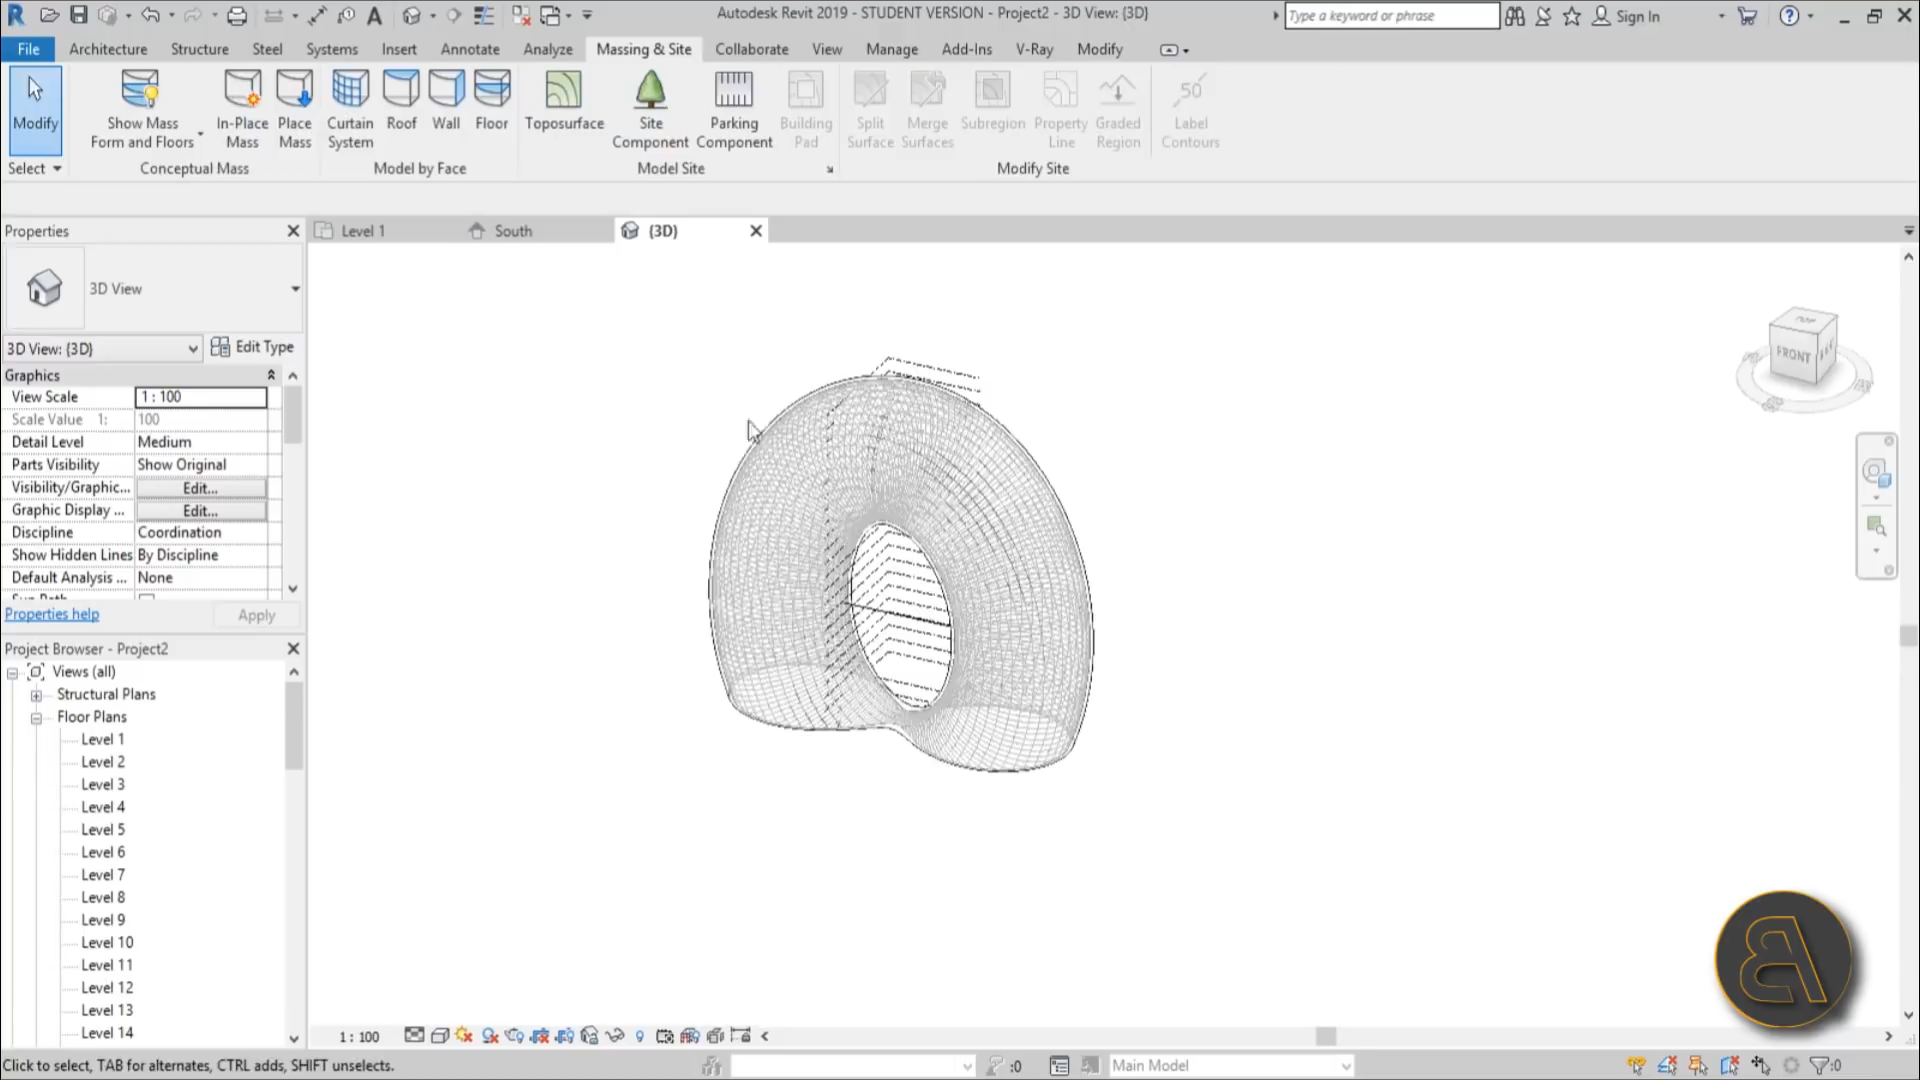 Autodesk Revit 2019 - STUDENT VERSION - Project2 - 3D View: {3D}
Type a keyword or phrase
Sign In
File
Architecture
Structure
Steel
Systems
Insert
Annotate
Analyze
Massing & Site
Collaborate
View
Manage
Add-Ins
V-Ray
Modify
Modify
Show Mass
Form and Floors
In-Place
Mass
Place
Mass
Curtain
System
Roof
Wall
Floor
Toposurface
Site
Component
Parking
Component
Building
Pad
Split
Surface
Merge
Surfaces
Subregion
Property
Line
Graded
Region
50
Label
Contours
Select
Conceptual Mass
Model by Face
Model Site
Modify Site
Properties
Level 1
South
{3D}
3D View
3D View: {3D}
Edit Type
Graphics
View Scale
1 : 100
Scale Value 1:
100
Detail Level
Medium
Parts Visibility
Show Original
Visibility/Graphic...
Edit...
Graphic Display ...
Edit...
Discipline
Coordination
Show Hidden Lines
By Discipline
Default Analysis ...
None
Properties help
Apply
Project Browser - Project2
Views (all)
Structural Plans
Floor Plans
Level 1
Level 2
Level 3
Level 4
Level 5
Level 6
Level 7
Level 8
Level 9
Level 10
Level 11
Level 12
Level 13
Level 14
TOP
FRONT
1 : 100
Click to select, TAB for alternates, CTRL adds, SHIFT unselects.
:0
Main Model
:0